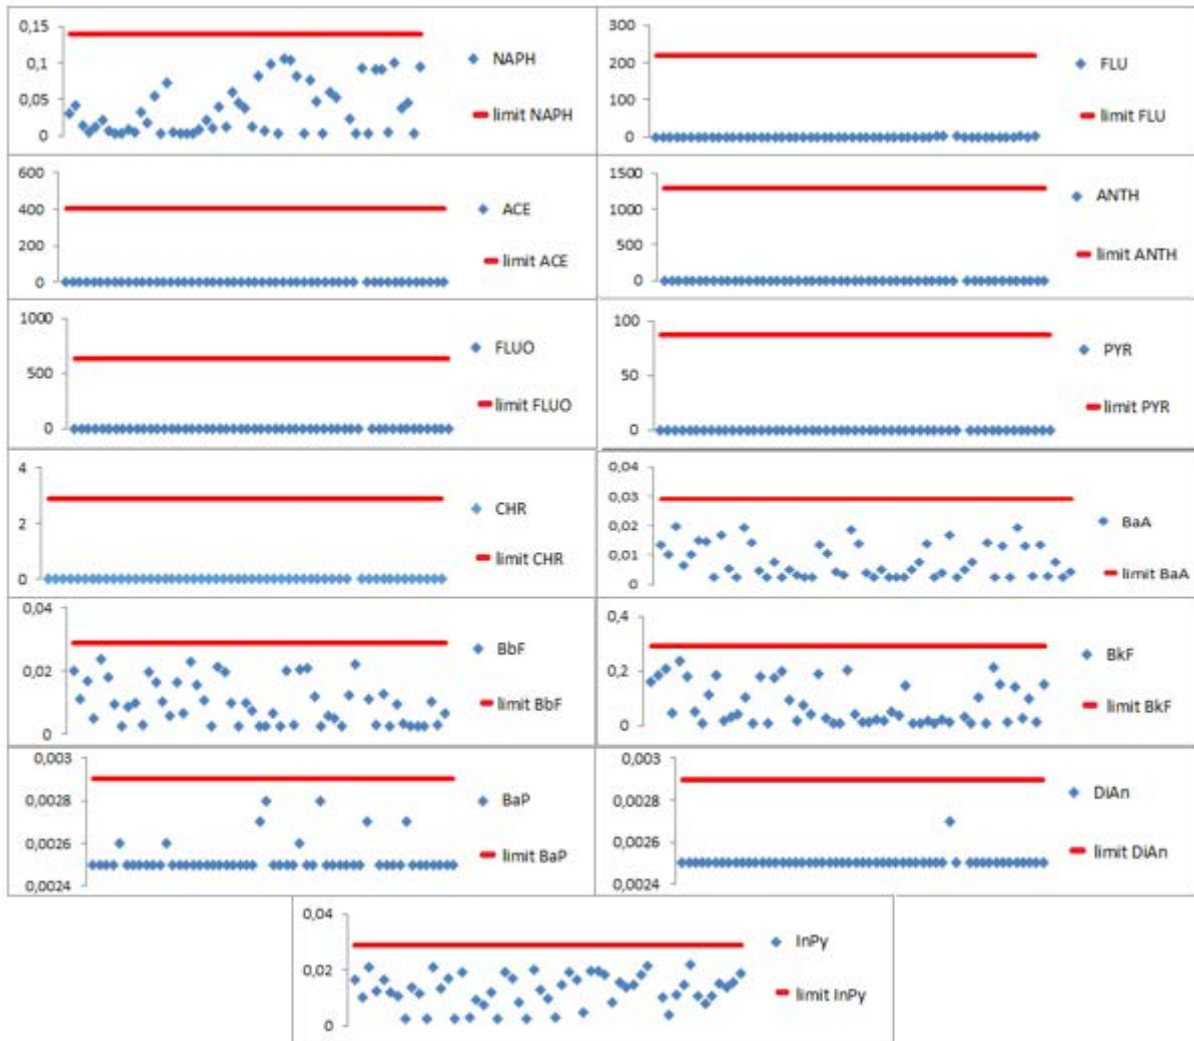 0,15
0,1
0,05
0
NAPH
limit NAPH
300
200
100
0
FLU
limit FLU
600
400
200
0
ACE
limit ACE
1500
1000
500
0
ANTH
limit ANTH
1000
500
0
FLUO
limit FLUO
100
50
0
PYR
limit PYR
4
2
0
CHR
limit CHR
0,04
0,03
0,02
0,01
0
BaA
limit BaA
0,04
0,02
0
BbF
limit BbF
0,4
0,2
0
BkF
limit BkF
0,003
0,0028
0,0026
0,0024
BaP
limit BaP
0,003
0,0028
0,0026
0,0024
DiAn
limit DiAn
0,04
0,02
0
InPy
limit InPy